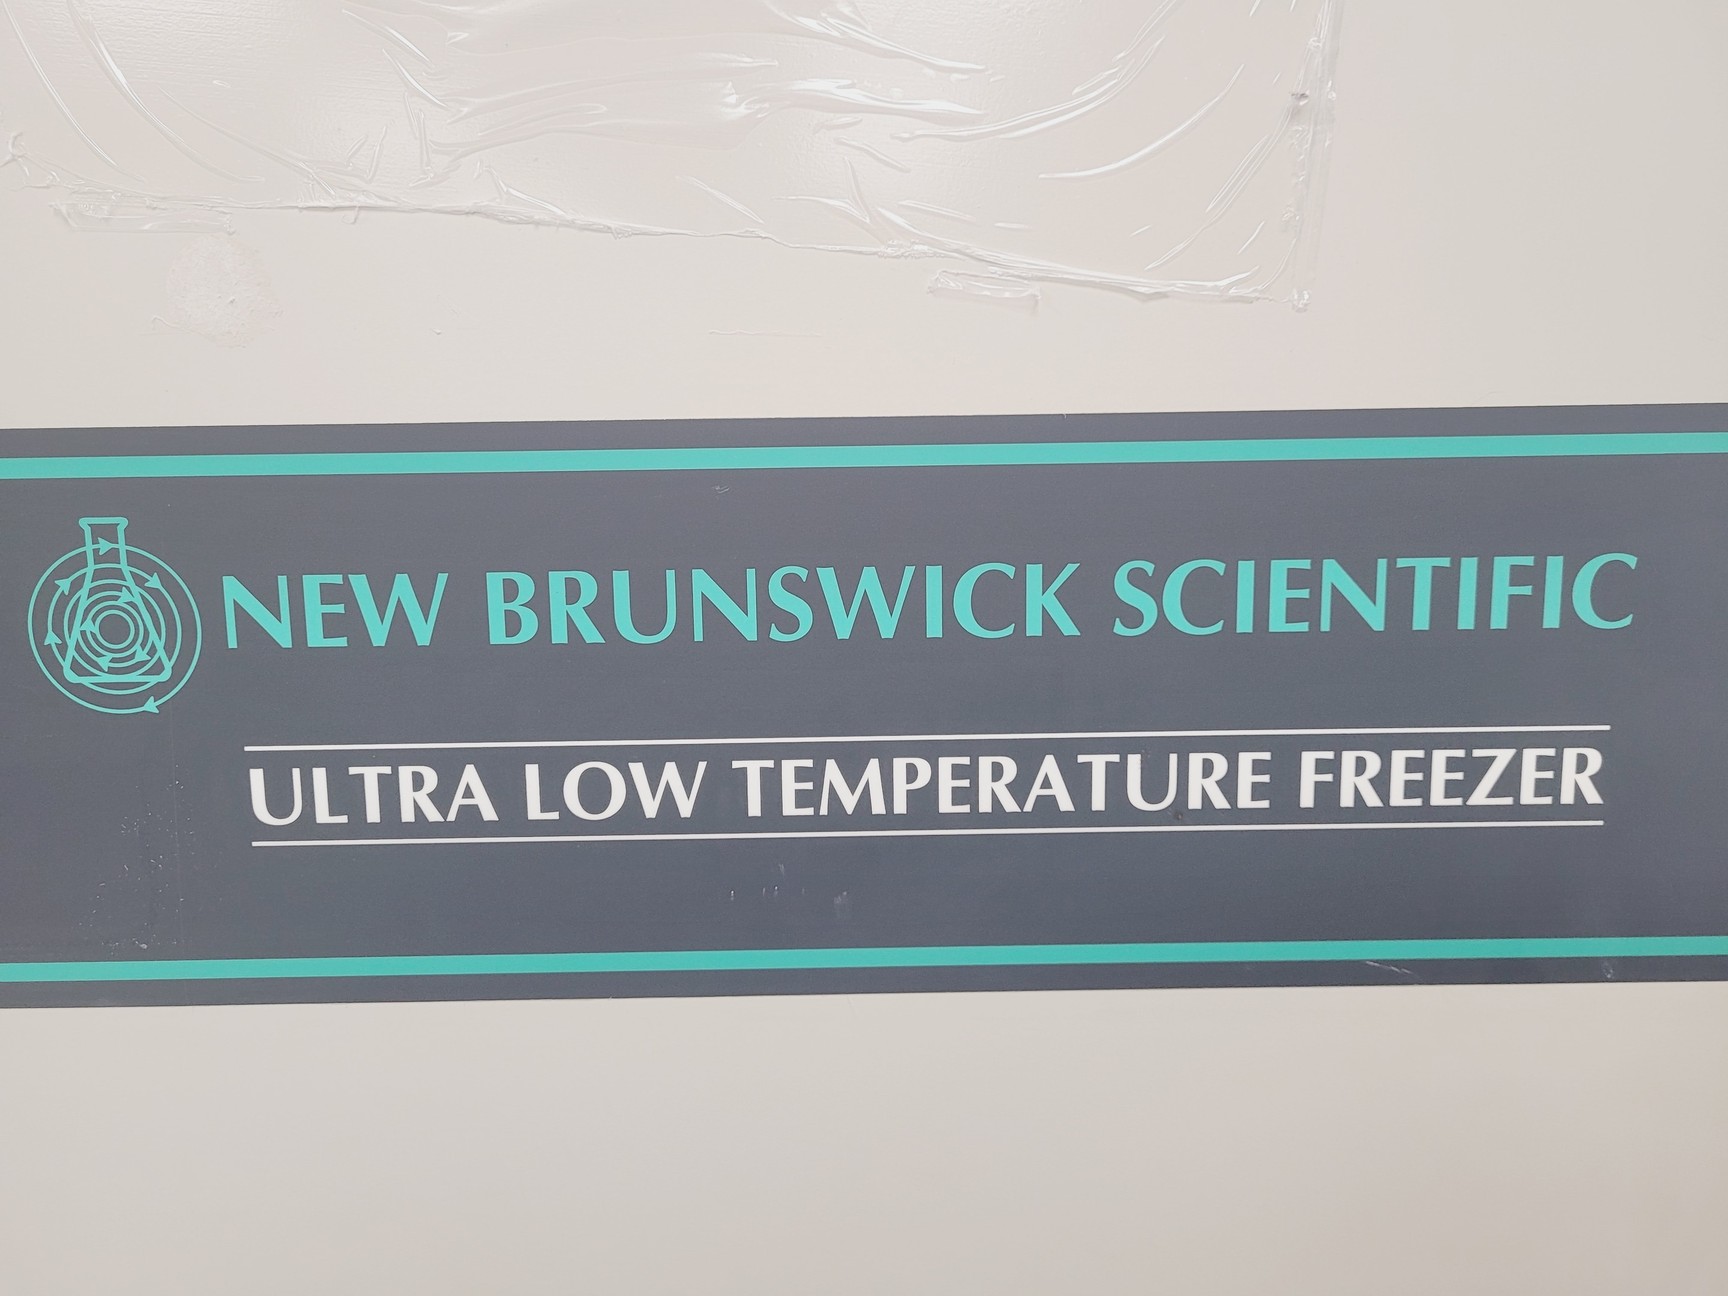 NEW BRUNSWICK SCIENTIFIC
ULTRA LOW TEMPERATURE FREEZER